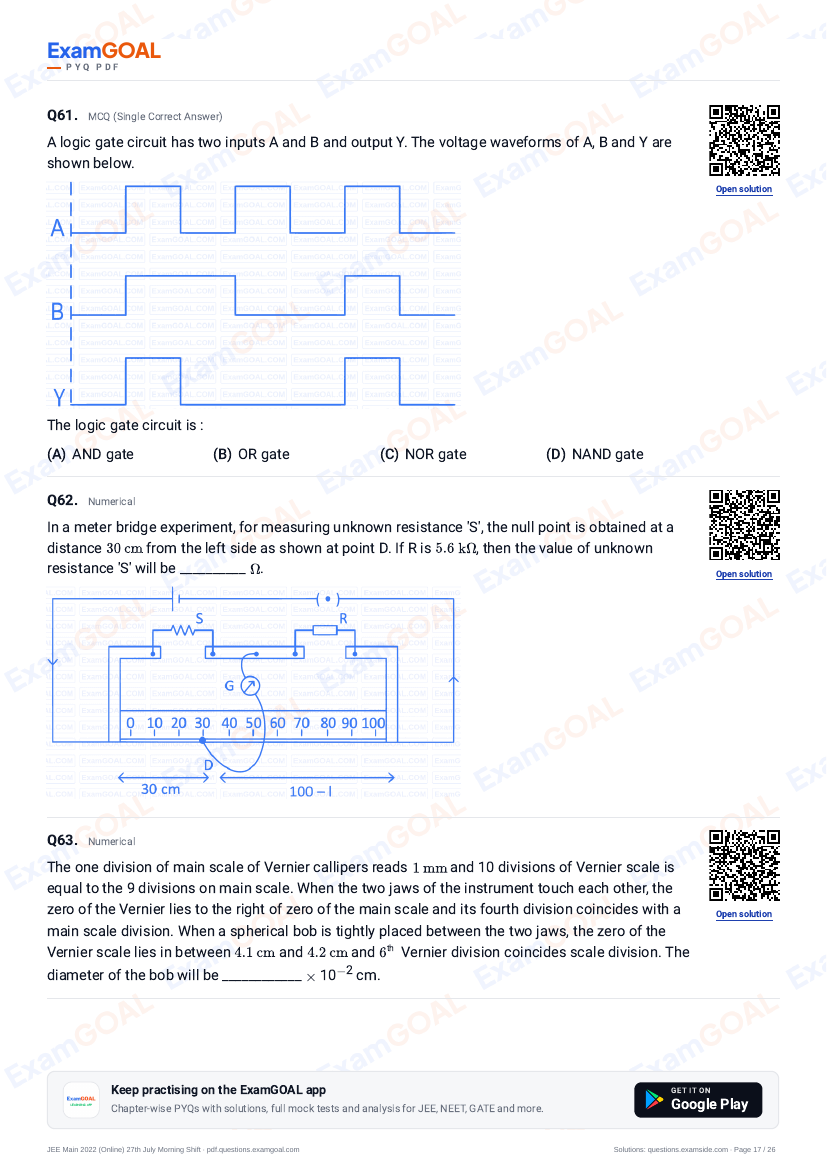 ExamGOAL
PYQ PDF
Q61. MCQ (Single Correct Answer)
A logic gate circuit has two inputs A and B and output Y. The voltage waveforms of A, B and Y are
shown below.
Open solution
A
B
Y
The logic gate circuit is :
(A) AND gate (B) OR gate (C) NOR gate (D) NAND gate
Q62. Numerical
In a meter bridge experiment, for measuring unknown resistance 'S', the null point is obtained at a
distance 30 cm from the left side as shown at point D. If R is 5.6 kΩ, then the value of unknown
resistance 'S' will be __________ Ω.
Open solution
S R
G
0 10 20 30 40 50 60 70 80 90 100
D
30 cm 100 – l
Q63. Numerical
The one division of main scale of Vernier callipers reads 1 mm and 10 divisions of Vernier scale is
equal to the 9 divisions on main scale. When the two jaws of the instrument touch each other, the
zero of the Vernier lies to the right of zero of the main scale and its fourth division coincides with a
main scale division. When a spherical bob is tightly placed between the two jaws, the zero of the
Vernier scale lies in between 4.1 cm and 4.2 cm and 6th Vernier division coincides scale division. The
diameter of the bob will be ____________ × 10−2 cm.
Open solution
Keep practising on the ExamGOAL app
Chapter-wise PYQs with solutions, full mock tests and analysis for JEE, NEET, GATE and more.
GET IT ON
Google Play
JEE Main 2022 (Online) 27th July Morning Shift · pdf.questions.examgoal.com
Solutions: questions.examside.com · Page 17 / 26